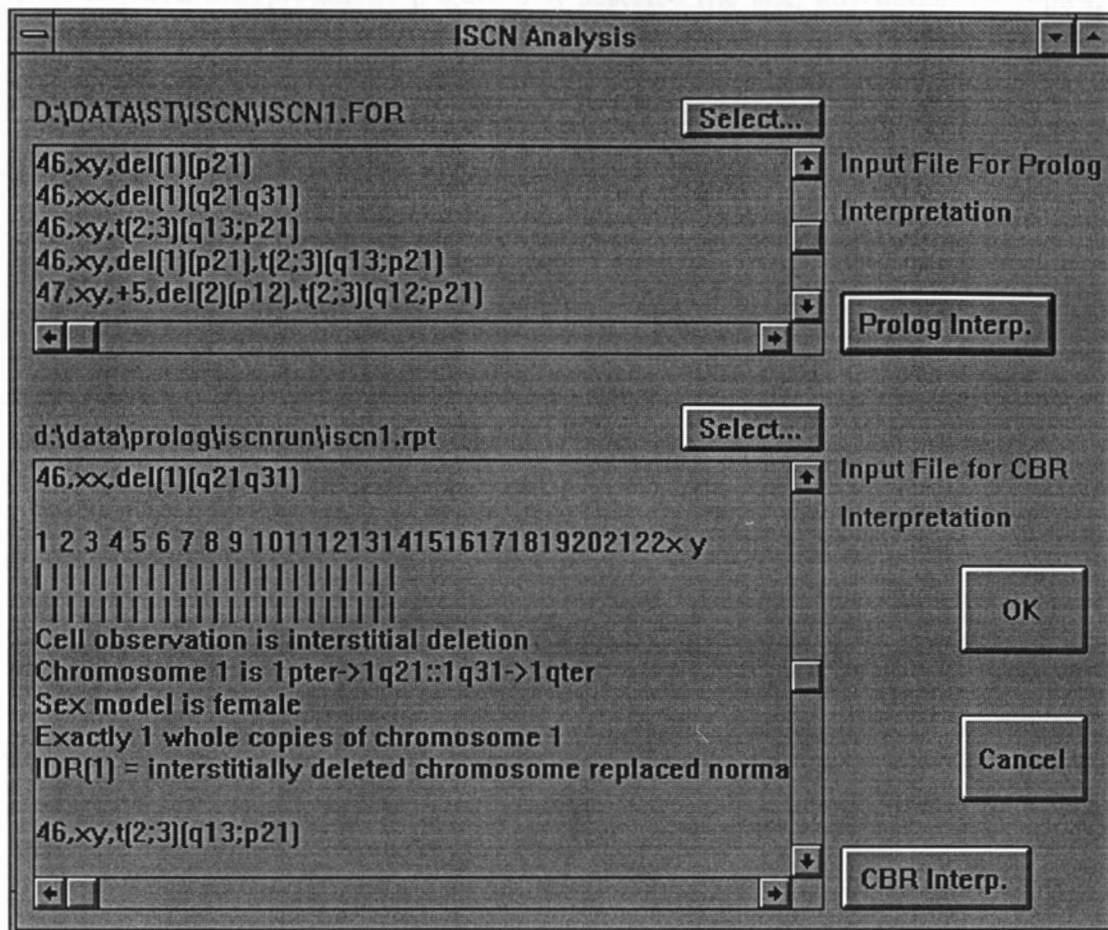 ISCN Analysis
D:\DATA\ST\ISCN\ISCN1.FOR
Select...
46,xy,del(1)(p21)
46,xx,del(1)(q21q31)
46,xy,t(2;3)(q13;p21)
46,xy,del(1)(p21),t(2;3)(q13;p21)
47,xy,+5,del(2)(p12),t(2;3)(q12;p21)
Input File For Prolog
Interpretation
Prolog Interp.
d:\data\prolog\iscnrun\iscn1.rpt
Select...
46,xx,del(1)(q21q31)
1 2 3 4 5 6 7 8 9 10111213141516171819202122x y
| | | | | | | | | | | | | | | | | | | | | | |
| | | | | | | | | | | | | | | | | | | | | |
Cell observation is interstitial deletion
Chromosome 1 is 1pter->1q21::1q31->1qter
Sex model is female
Exactly 1 whole copies of chromosome 1
IDR(1) = interstitially deleted chromosome replaced norma
46,xy,t(2;3)(q13;p21)
Input File for CBR
Interpretation
OK
Cancel
CBR Interp.